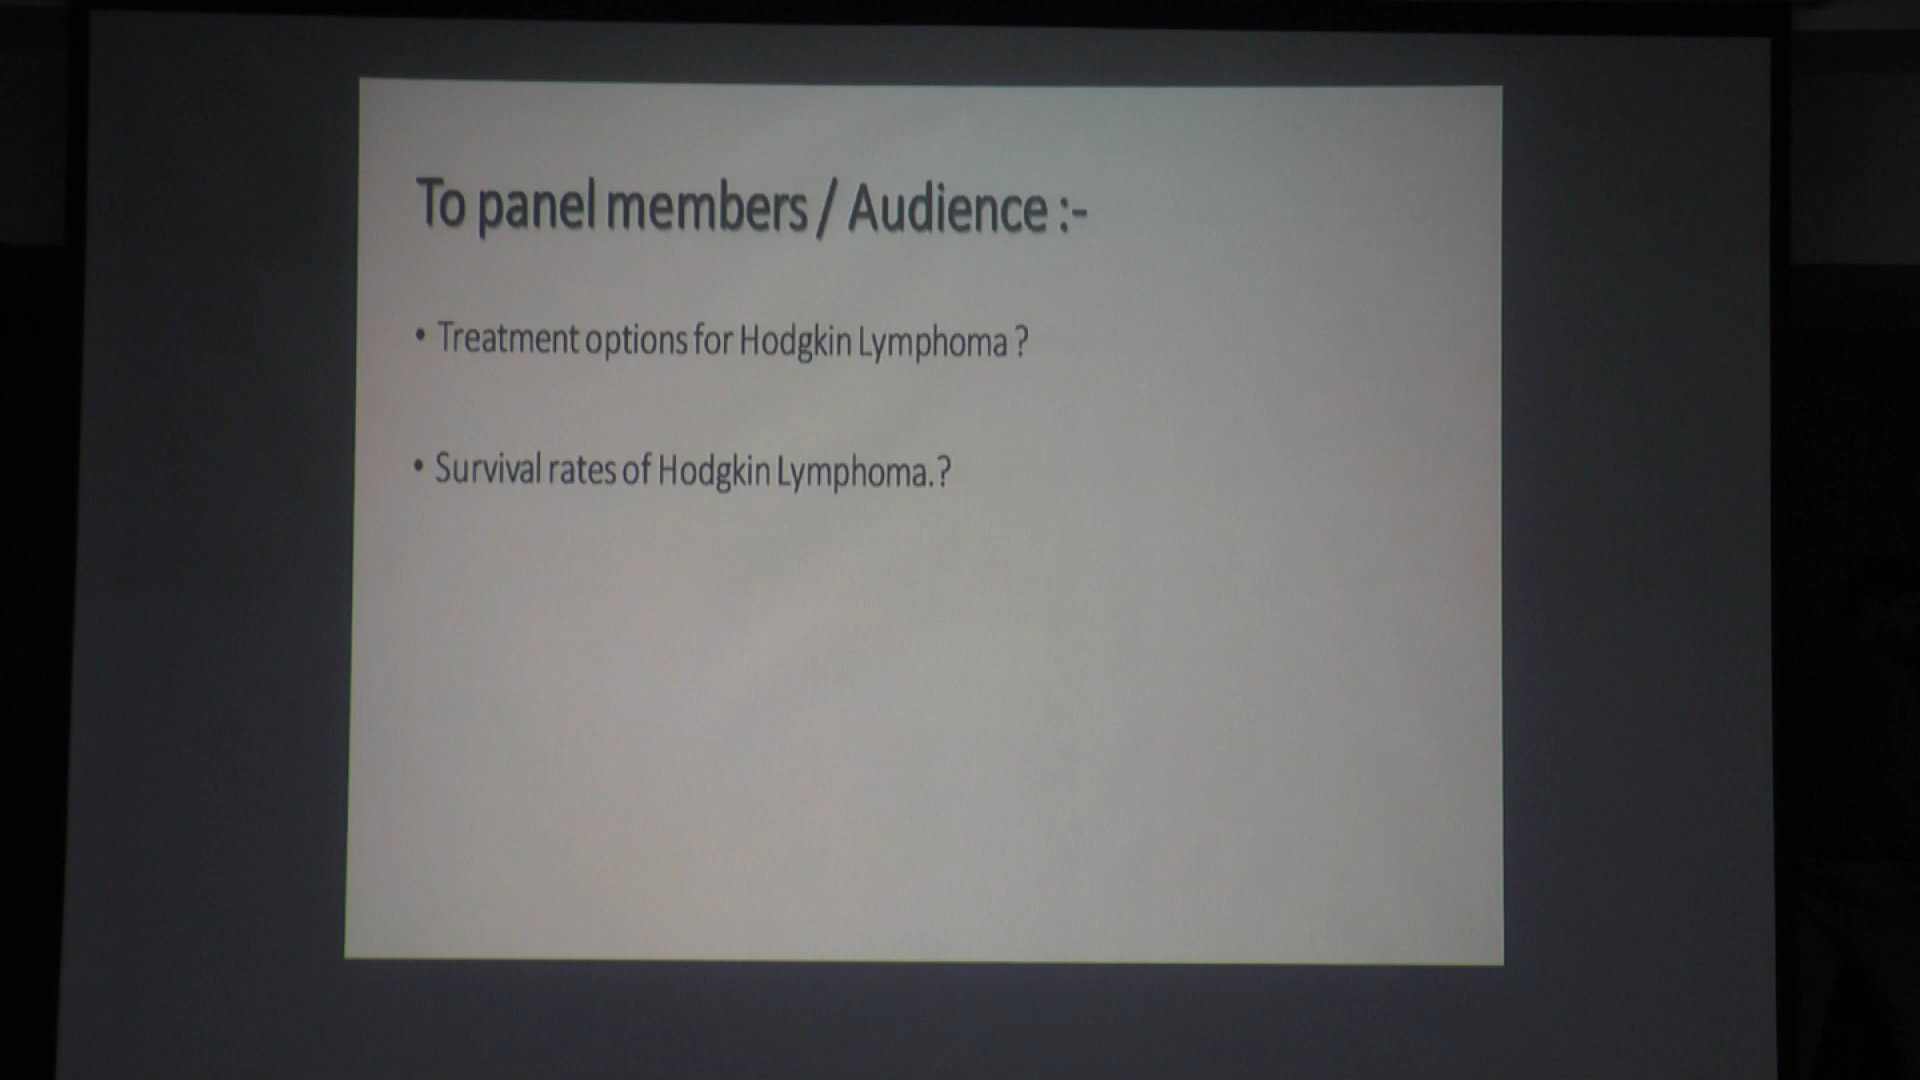 To panel members / Audience :-
• Treatment options for Hodgkin Lymphoma ?
• Survival rates of Hodgkin Lymphoma.?